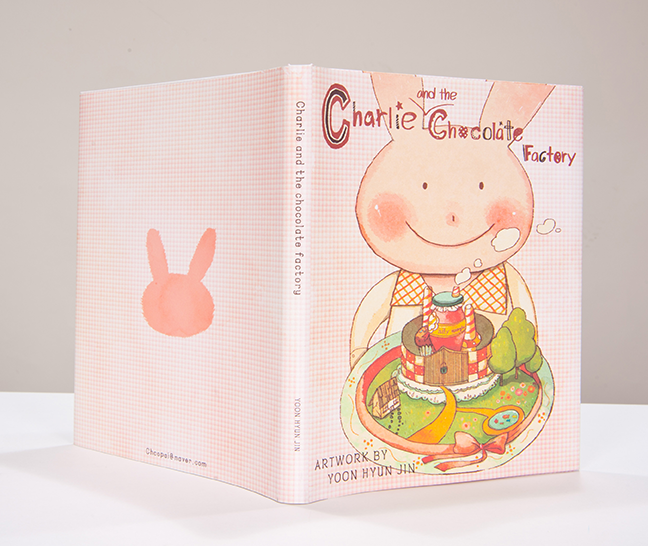 Charlie
and the
Chocolate
Factory
ARTWORK BY
YOON HYUN JIN
Charlie and the chocolate factory
YOON HYUN JIN
Chcopal@naver.com